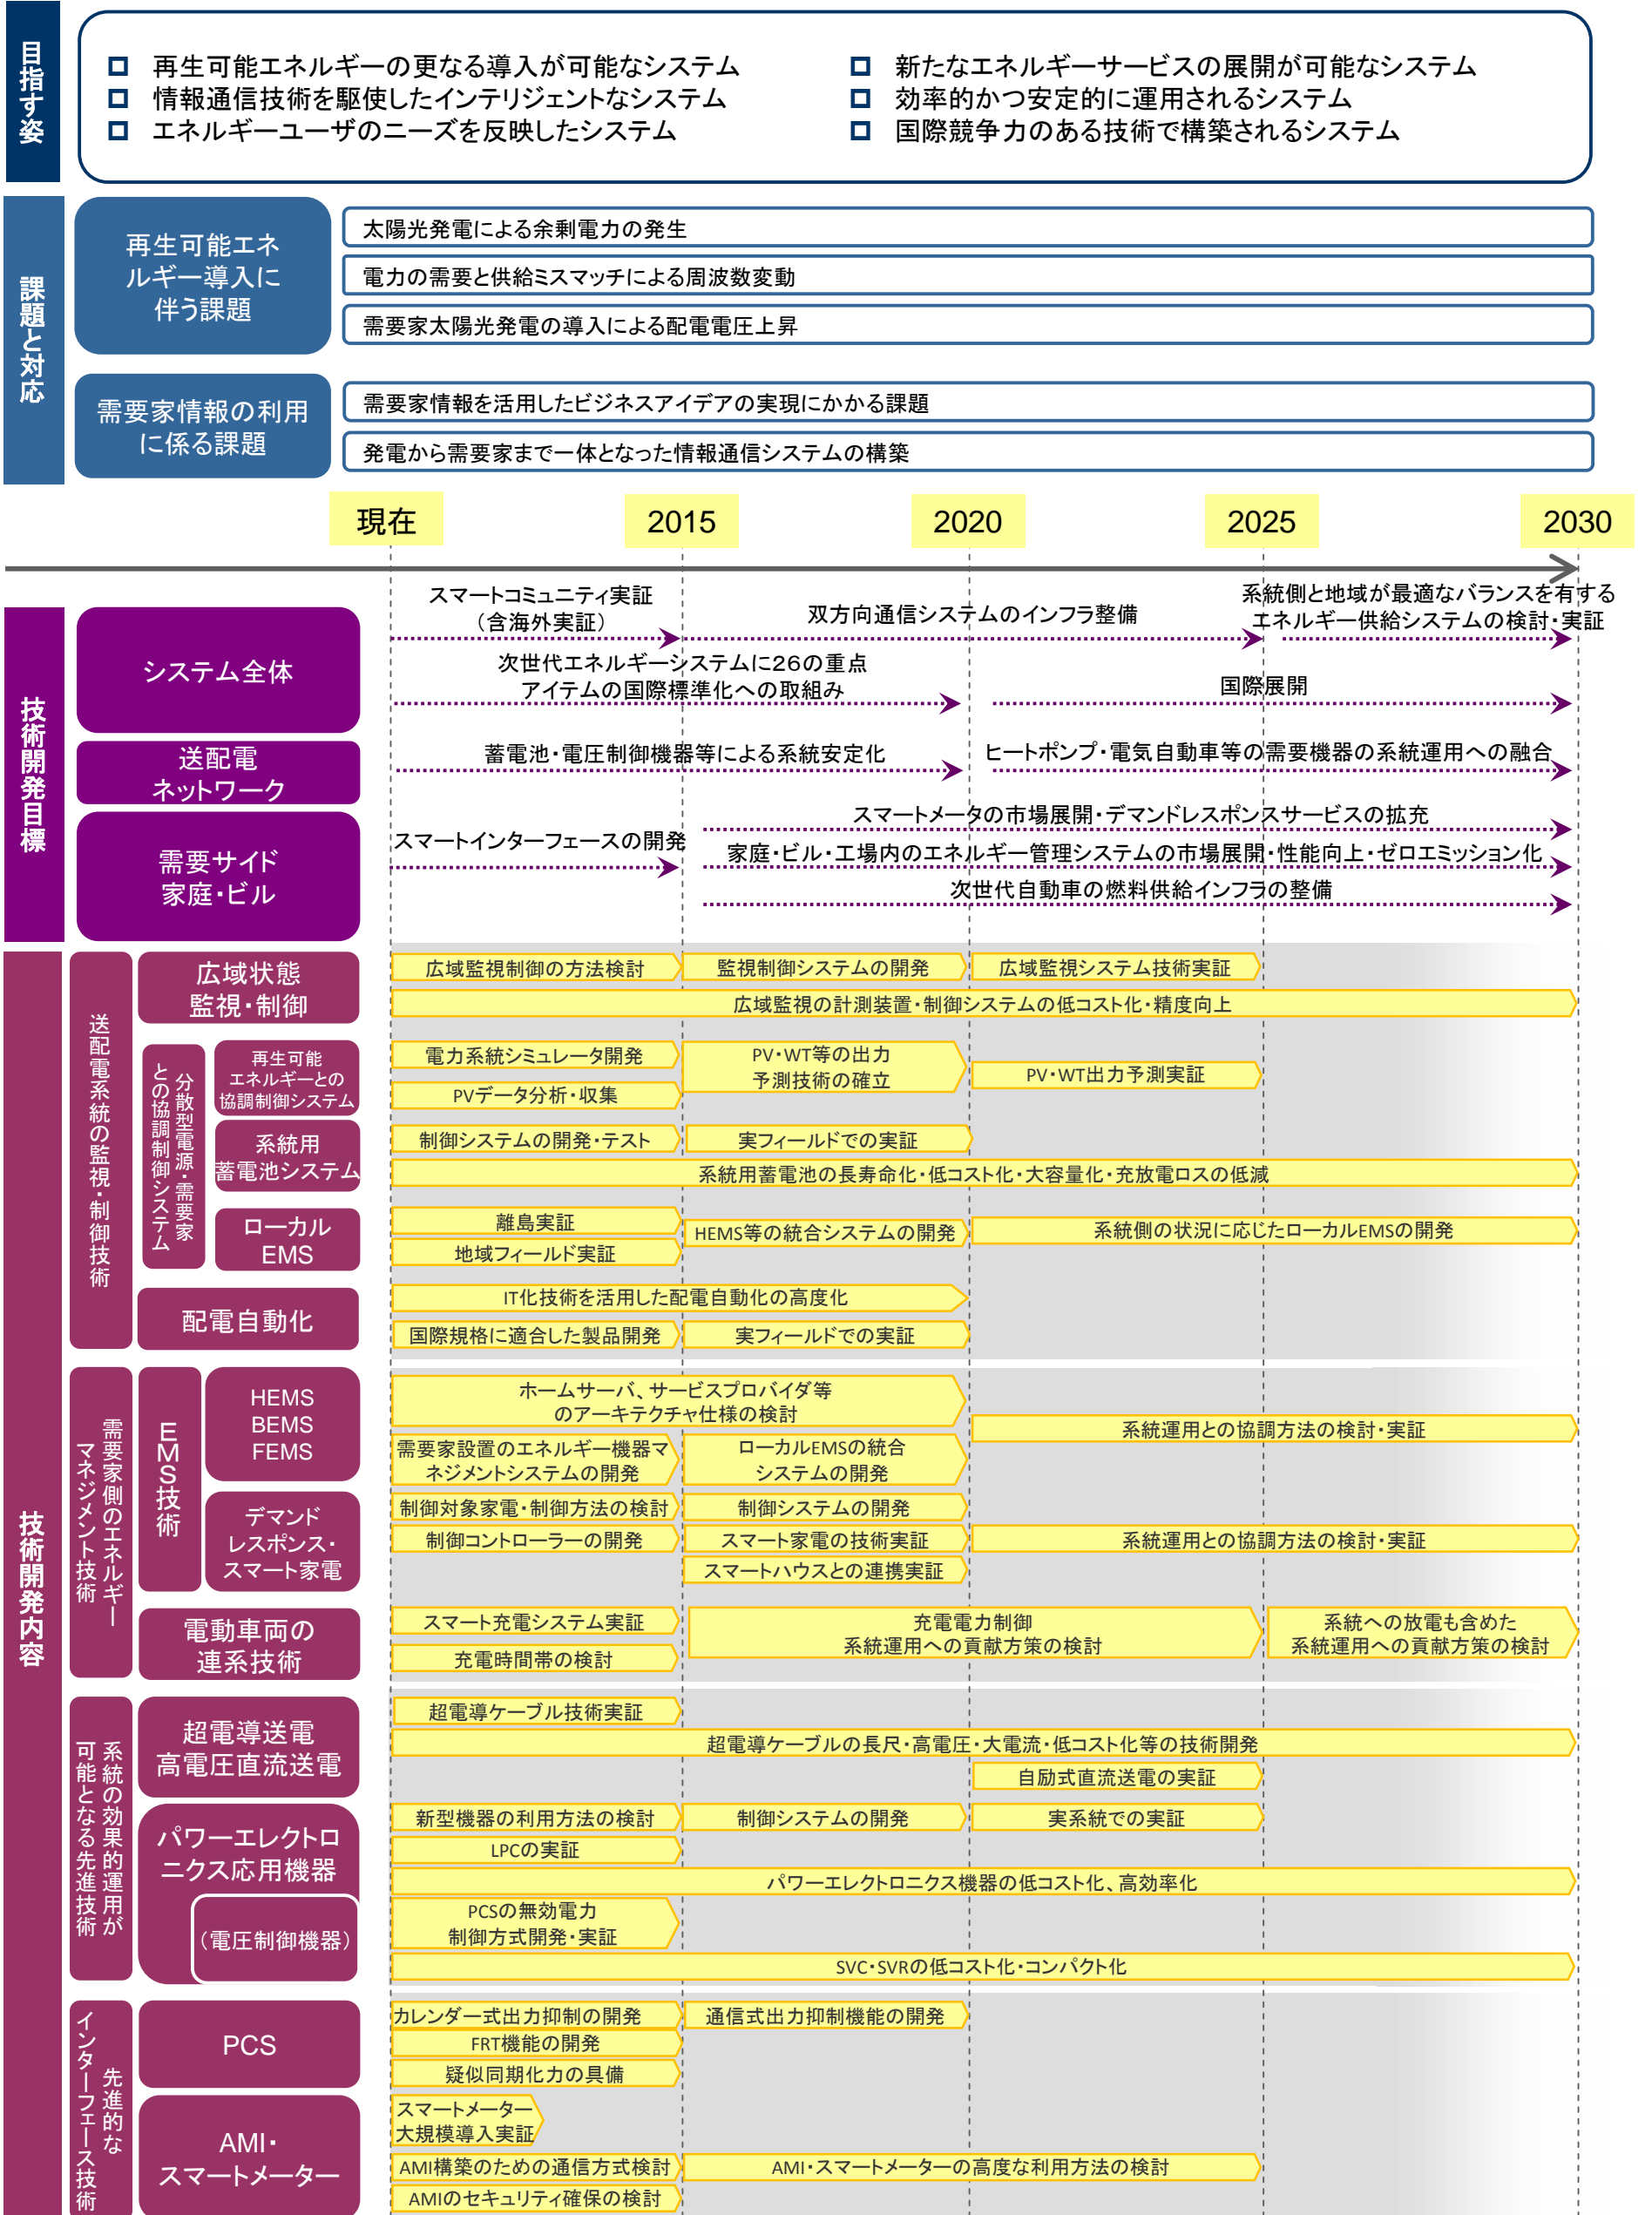 目指す姿
再生可能エネルギーの更なる導入が可能なシステム
情報通信技術を駆使したインテリジェントなシステム
エネルギーユーザのニーズを反映したシステム
新たなエネルギーサービスの展開が可能なシステム
効率的かつ安定的に運用されるシステム
国際競争力のある技術で構築されるシステム
課題と対応
再生可能エネ
ルギー導入に
伴う課題
太陽光発電による余剰電力の発生
電力の需要と供給ミスマッチによる周波数変動
需要家太陽光発電の導入による配電電圧上昇
需要家情報の利用
に係る課題
需要家情報を活用したビジネスアイデアの実現にかかる課題
発電から需要家まで一体となった情報通信システムの構築
現在
2015
2020
2025
2030
技術開発目標
システム全体
スマートコミュニティ実証
（含海外実証）
双方向通信システムのインフラ整備
系統側と地域が最適なバランスを有する
エネルギー供給システムの検討・実証
次世代エネルギーシステムに26の重点
アイテムの国際標準化への取組み
国際展開
送配電
ネットワーク
蓄電池・電圧制御機器等による系統安定化
ヒートポンプ・電気自動車等の需要機器の系統運用への融合
需要サイド
家庭・ビル
スマートインターフェースの開発
スマートメータの市場展開・デマンドレスポンスサービスの拡充
家庭・ビル・工場内のエネルギー管理システムの市場展開・性能向上・ゼロエミッション化
次世代自動車の燃料供給インフラの整備
技術開発内容
送配電系統の監視・制御技術
広域状態
監視・制御
広域監視制御の方法検討
監視制御システムの開発
広域監視システム技術実証
広域監視の計測装置・制御システムの低コスト化・精度向上
分散型電源・需要家
との協調制御システム
再生可能
エネルギーとの
協調制御システム
電力系統シミュレータ開発
PVデータ分析・収集
PV・WT等の出力
予測技術の確立
PV・WT出力予測実証
系統用
蓄電池システム
制御システムの開発・テスト
実フィールドでの実証
系統用蓄電池の長寿命化・低コスト化・大容量化・充放電ロスの低減
ローカル
EMS
離島実証
地域フィールド実証
HEMS等の統合システムの開発
系統側の状況に応じたローカルEMSの開発
配電自動化
IT化技術を活用した配電自動化の高度化
国際規格に適合した製品開発
実フィールドでの実証
需要家側のエネルギー
マネジメント技術
EMS技術
HEMS
BEMS
FEMS
ホームサーバ、サービスプロバイダ等
のアーキテクチャ仕様の検討
需要家設置のエネルギー機器マ
ネジメントシステムの開発
ローカルEMSの統合
システムの開発
系統運用との協調方法の検討・実証
デマンド
レスポンス・
スマート家電
制御対象家電・制御方法の検討
制御システムの開発
制御コントローラーの開発
スマート家電の技術実証
系統運用との協調方法の検討・実証
スマートハウスとの連携実証
電動車両の
連系技術
スマート充電システム実証
充電時間帯の検討
充電電力制御
系統運用への貢献方策の検討
系統への放電も含めた
系統運用への貢献方策の検討
系統の効果的運用が
可能となる先進技術
超電導送電
高電圧直流送電
超電導ケーブル技術実証
超電導ケーブルの長尺・高電圧・大電流・低コスト化等の技術開発
自励式直流送電の実証
パワーエレクトロ
ニクス応用機器
新型機器の利用方法の検討
制御システムの開発
実系統での実証
LPCの実証
パワーエレクトロニクス機器の低コスト化、高効率化
（電圧制御機器）
PCSの無効電力
制御方式開発・実証
SVC・SVRの低コスト化・コンパクト化
先進的な
インターフェース技術
PCS
カレンダー式出力抑制の開発
通信式出力抑制機能の開発
FRT機能の開発
疑似同期化力の具備
AMI・
スマートメーター
スマートメーター
大規模導入実証
AMI構築のための通信方式検討
AMI・スマートメーターの高度な利用方法の検討
AMIのセキュリティ確保の検討